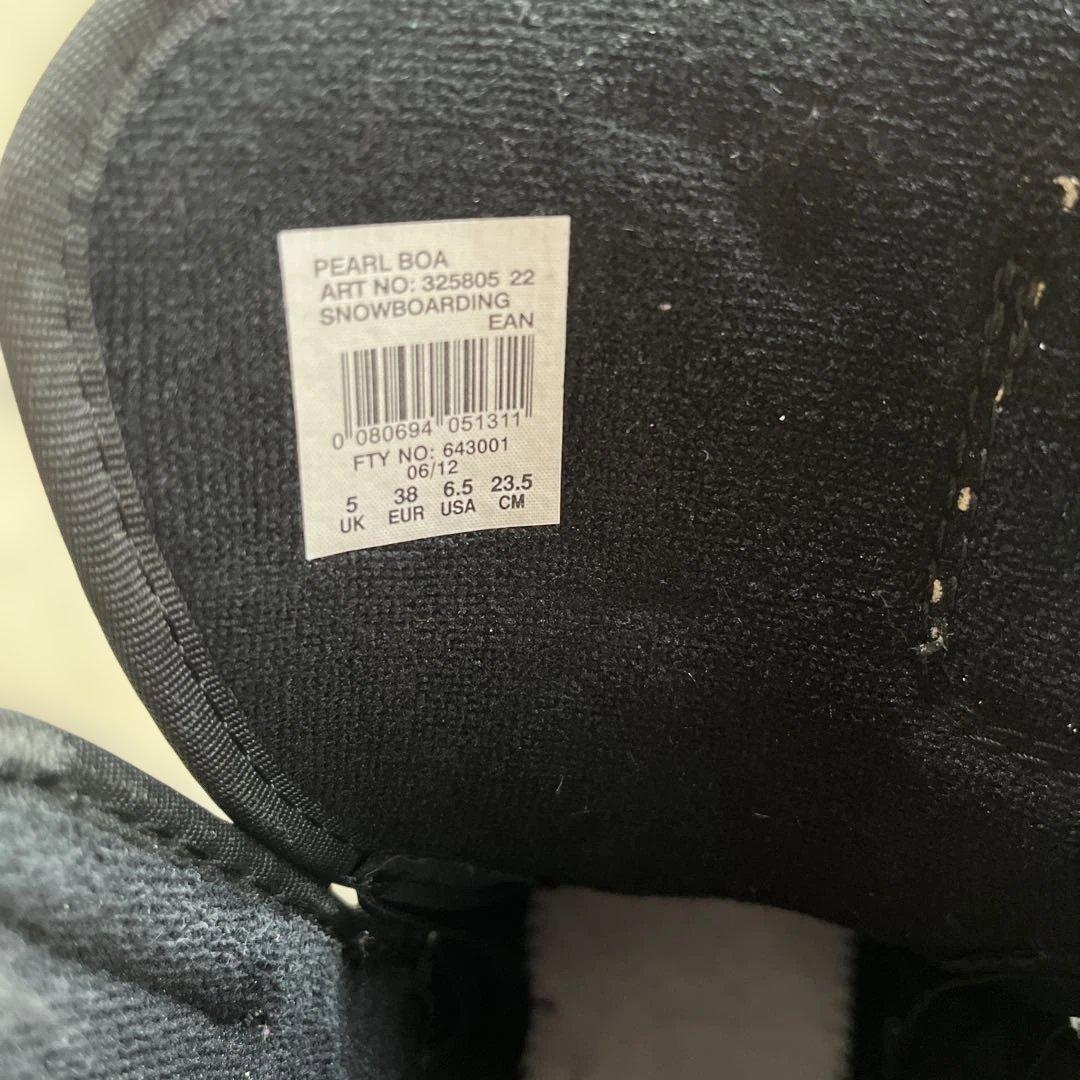 PEARL BOA
ART NO: 325805 22
SNOWBOARDING
EAN
0 080694 051311
FTY NO: 643001
06/12
5 38 6.5 23.5
UK EUR USA CM